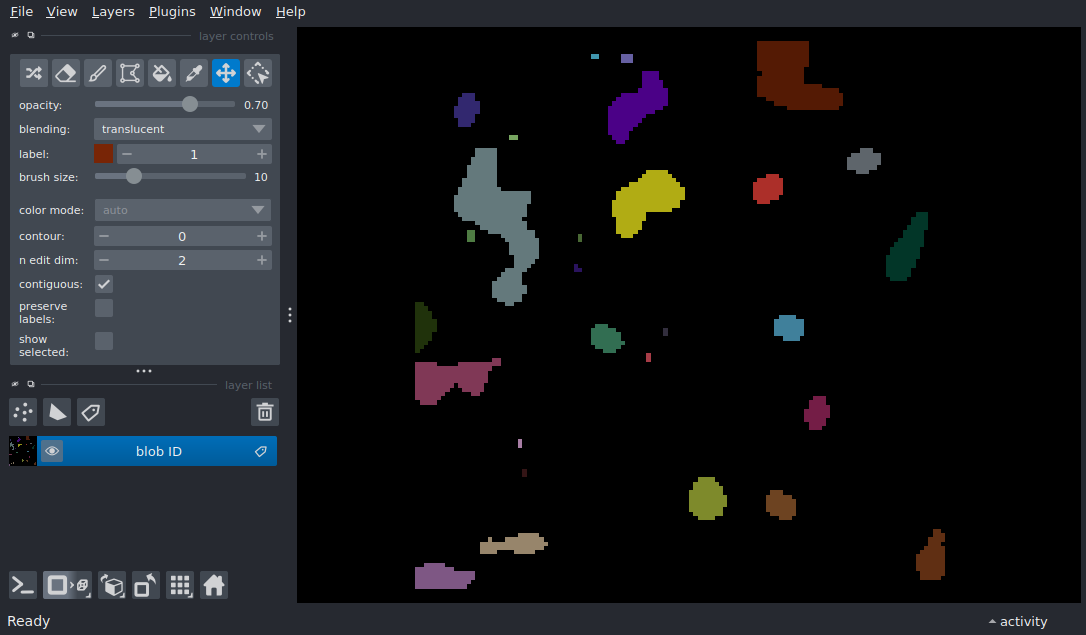 File View Layers Plugins Window Help
layer controls
opacity: 0.70
blending: translucent
label: 1
brush size: 10
color mode: auto
contour: 0
n edit dim: 2
contiguous:
preserve
labels:
show
selected:
layer list
blob ID
Ready
activity